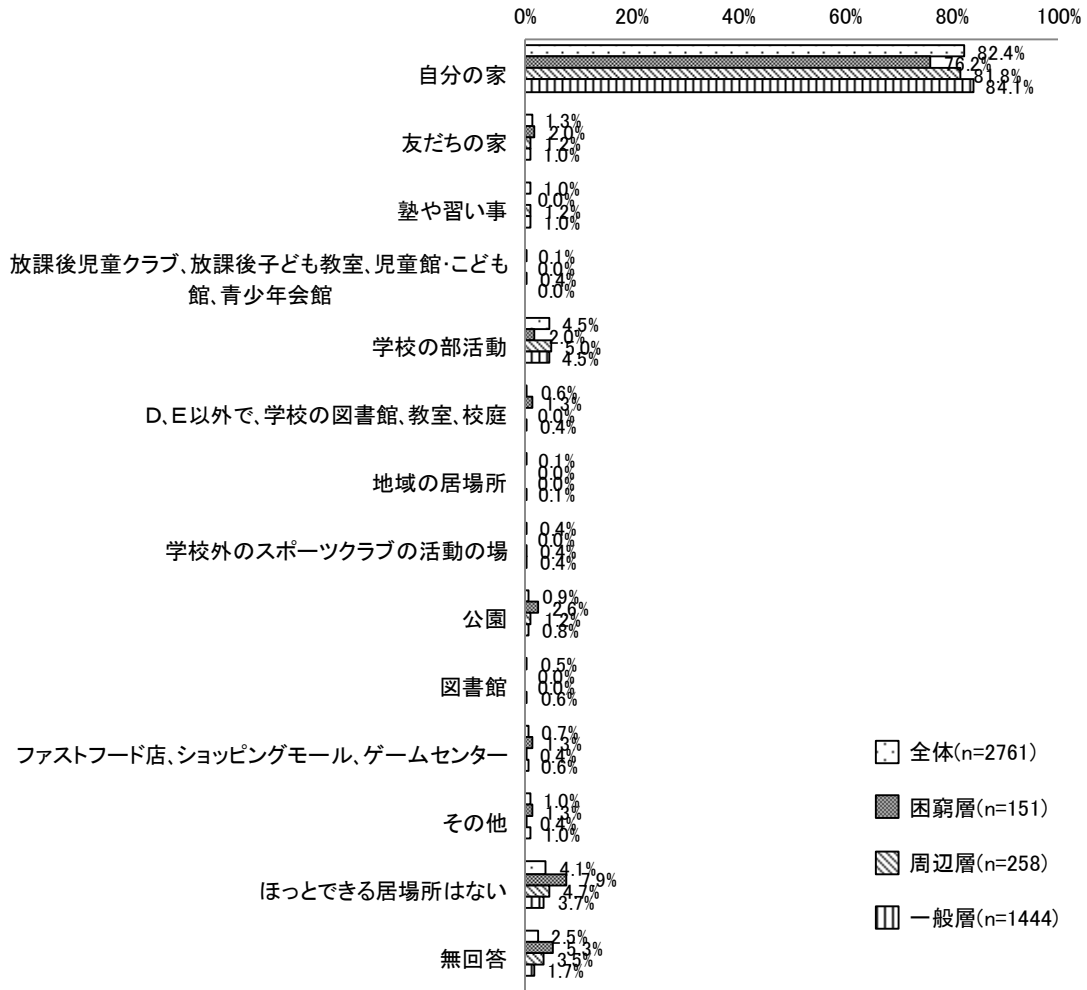 0% 20% 40% 60% 80% 100%
自分の家
82.4%
76.2%
81.8%
84.1%
友だちの家
1.3%
2.0%
1.2%
1.0%
塾や習い事
1.0%
0.0%
1.2%
1.0%
放課後児童クラブ、放課後子ども教室、児童館・こども
館、青少年会館
0.1%
0.0%
0.4%
0.0%
学校の部活動
4.5%
2.0%
5.0%
4.5%
D、E以外で、学校の図書館、教室、校庭
0.6%
1.3%
0.0%
0.4%
地域の居場所
0.1%
0.0%
0.0%
0.1%
学校外のスポーツクラブの活動の場
0.4%
0.0%
0.4%
0.4%
公園
0.9%
2.6%
1.2%
0.8%
図書館
0.5%
0.0%
0.0%
0.6%
ファストフード店、ショッピングモール、ゲームセンター
0.7%
1.3%
0.4%
0.6%
その他
1.0%
1.3%
0.4%
1.0%
ほっとできる居場所はない
4.1%
7.9%
4.7%
3.7%
無回答
2.5%
5.3%
3.5%
1.7%
全体(n=2761)
困窮層(n=151)
周辺層(n=258)
一般層(n=1444)